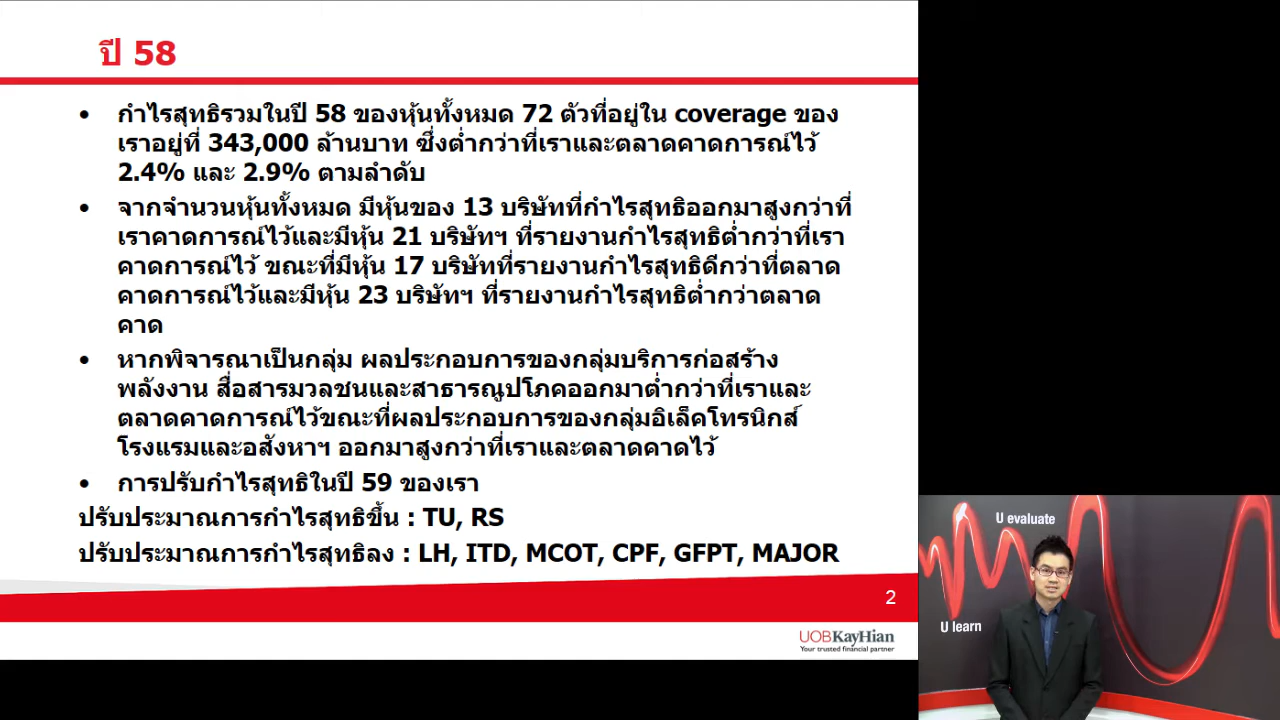 ปี 58
• กำไรสุทธิรวมในปี 58 ของหุ้นทั้งหมด 72 ตัวที่อยู่ใน coverage ของ
เราอยู่ที่ 343,000 ล้านบาท ซึ่งต่ำกว่าที่เราและตลาดคาดการณ์ไว้
2.4% และ 2.9% ตามลำดับ
• จากจำนวนหุ้นทั้งหมด มีหุ้นของ 13 บริษัทที่กำไรสุทธิออกมาสูงกว่าที่
เราคาดการณ์ไว้และมีหุ้น 21 บริษัทฯ ที่รายงานกำไรสุทธิต่ำกว่าที่เรา
คาดการณ์ไว้ ขณะที่มีหุ้น 17 บริษัทที่รายงานกำไรสุทธิดีกว่าที่ตลาด
คาดการณ์ไว้และมีหุ้น 23 บริษัทฯ ที่รายงานกำไรสุทธิต่ำกว่าตลาด
คาด
• หากพิจารณาเป็นกลุ่ม ผลประกอบการของกลุ่มบริการก่อสร้าง
พลังงาน สื่อสารมวลชนและสาธารณูปโภคออกมาต่ำกว่าที่เราและ
ตลาดคาดการณ์ไว้ขณะที่ผลประกอบการของกลุ่มอิเล็คโทรนิกส์
โรงแรมและอสังหาฯ ออกมาสูงกว่าที่เราและตลาดคาดไว้
• การปรับกำไรสุทธิในปี 59 ของเรา
ปรับประมาณการกำไรสุทธิขึ้น : TU, RS
ปรับประมาณการกำไรสุทธิลง : LH, ITD, MCOT, CPF, GFPT, MAJOR
2
UOBKayHian
Your trusted financial partner
U evaluate
U learn